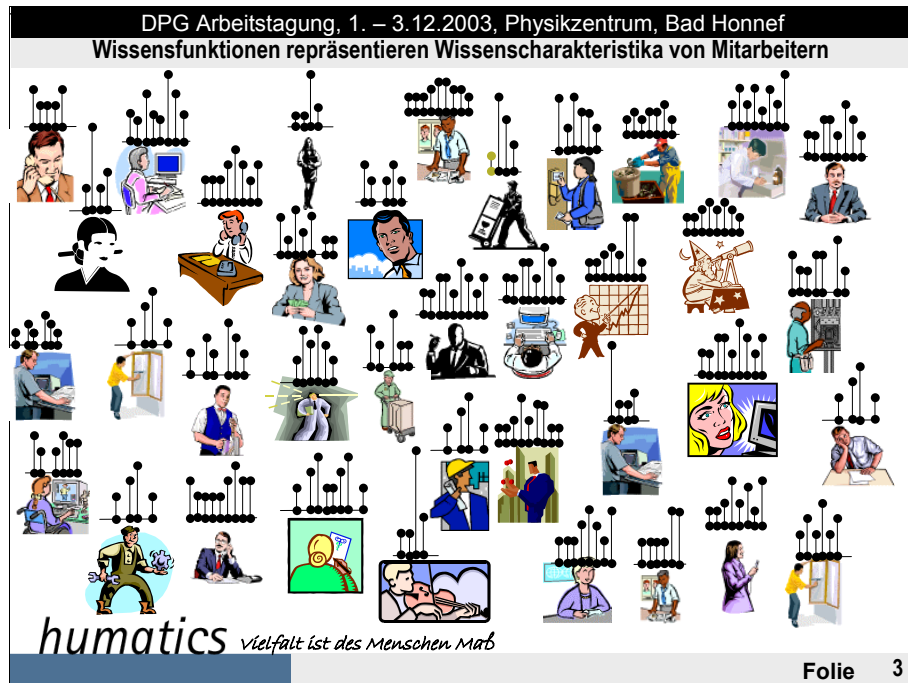 DPG Arbeitstagung, 1. – 3.12.2003, Physikzentrum, Bad Honnef
Wissensfunktionen repräsentieren Wissenscharakteristika von Mitarbeitern
humatics Vielfalt ist des Menschen Maß
Folie 3